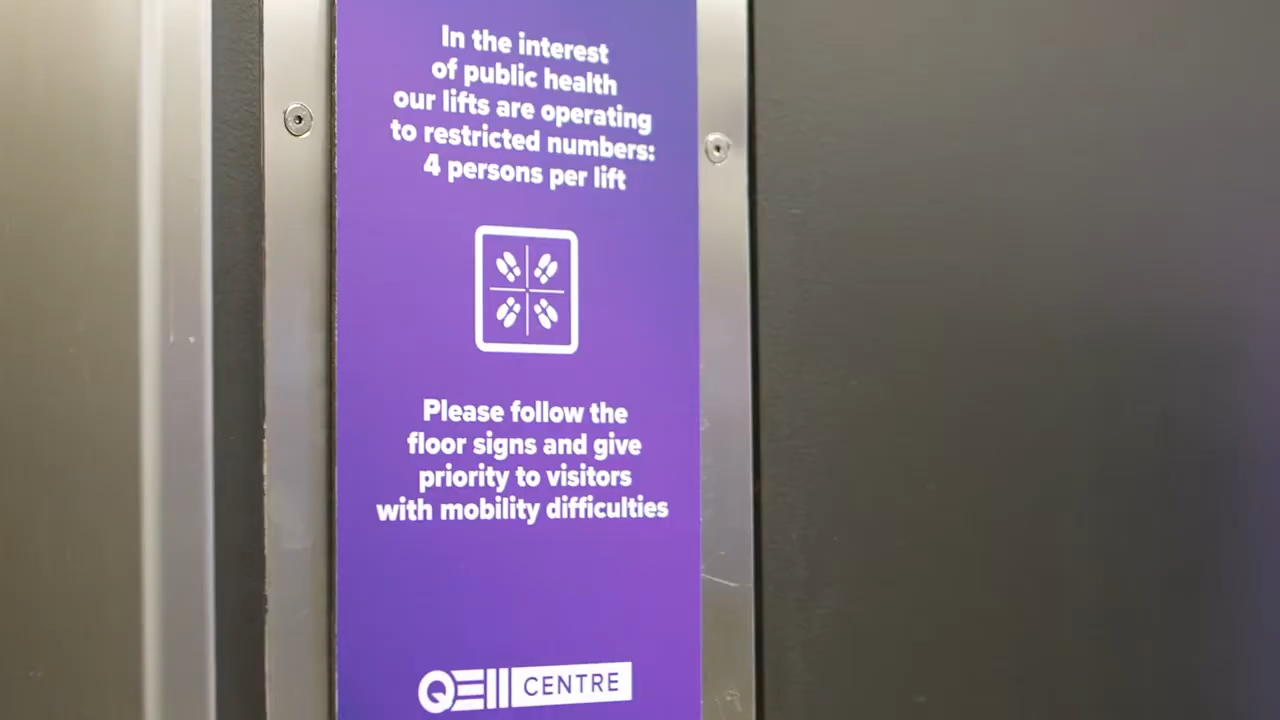 In the interest
of public health
our lifts are operating
to restricted numbers:
4 persons per lift
Please follow the
floor signs and give
priority to visitors
with mobility difficulties
QEII CENTRE